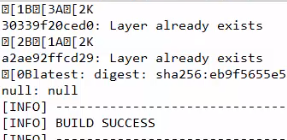 [1B[3A[2K
30339f20ced0: Layer already exists
[2B[1A[2K
a2ae92ffcd29: Layer already exists
[0Blatest: digest: sha256:eb9f5655e5
null: null
[INFO] ------------------------------
[INFO] BUILD SUCCESS
[INFO] ------------------------------